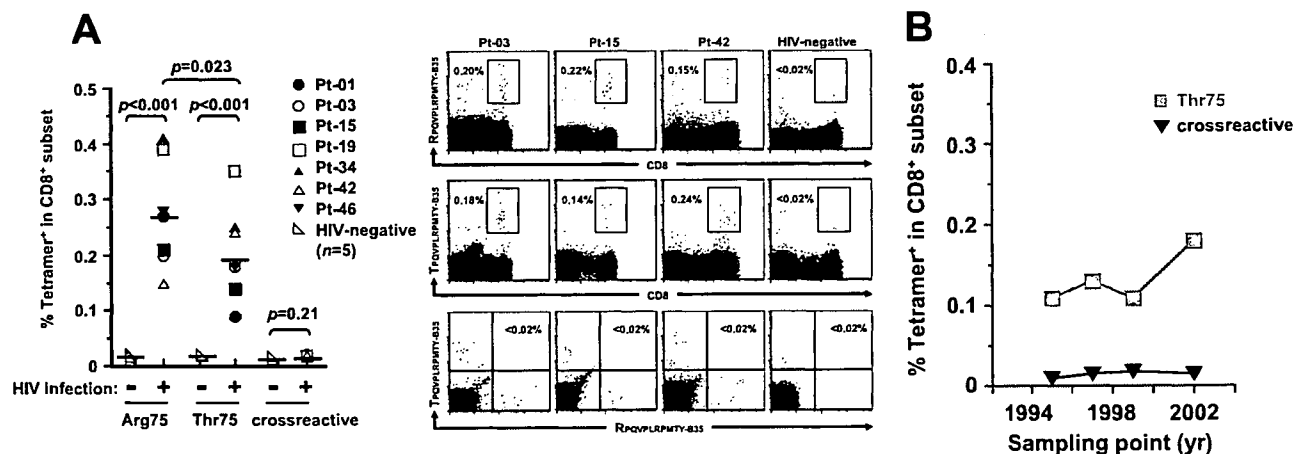 A
% Tetramer⁺ in CD8⁺ subset
0.5
0.4
0.3
0.2
0.1
0
p=0.023
p<0.001
p<0.001
p=0.21
HIV Infection:
- + - + - +
Arg75 Thr75 crossreactive
Pt-01
Pt-03
Pt-15
Pt-19
Pt-34
Pt-42
Pt-46
HIV-negative
(n=5)
Pt-03 Pt-15 Pt-42 HIV-negative
RPQVPLRPMTY-B35
0.20% 0.22% 0.15% <0.02%
CD8
TPQVPLRPMTY-B35
0.18% 0.14% 0.24% <0.02%
CD8
TPQVPLRPMTY-B35
<0.02% <0.02% <0.02% <0.02%
RPQVPLRPMTY-B35
B
% Tetramer⁺ in CD8⁺ subset
0.4
0.3
0.2
0.1
0
Thr75
crossreactive
1994 1998 2002
Sampling point (yr)